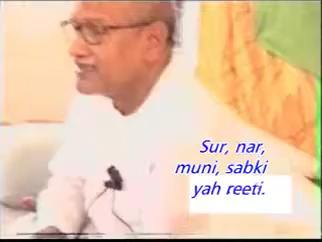 Sur, nar,
muni, sabki
yah reeti.